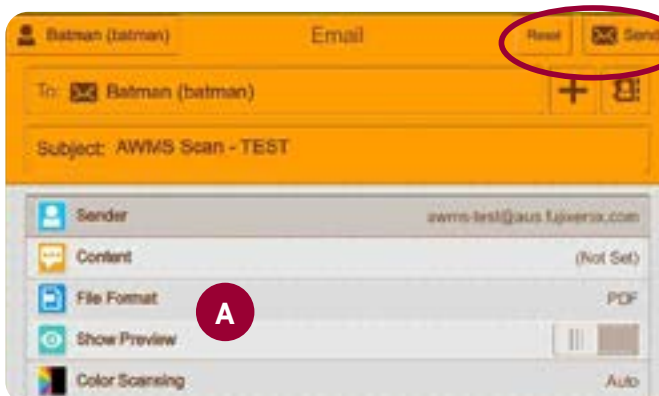 Batman (batman) Email Reset Send
To: Batman (batman)
Subject: AWMS Scan - TEST
Sender awms-test@aus.fujixerox.com
Content (Not Set)
File Format PDF
A
Show Preview
Color Scanning Auto